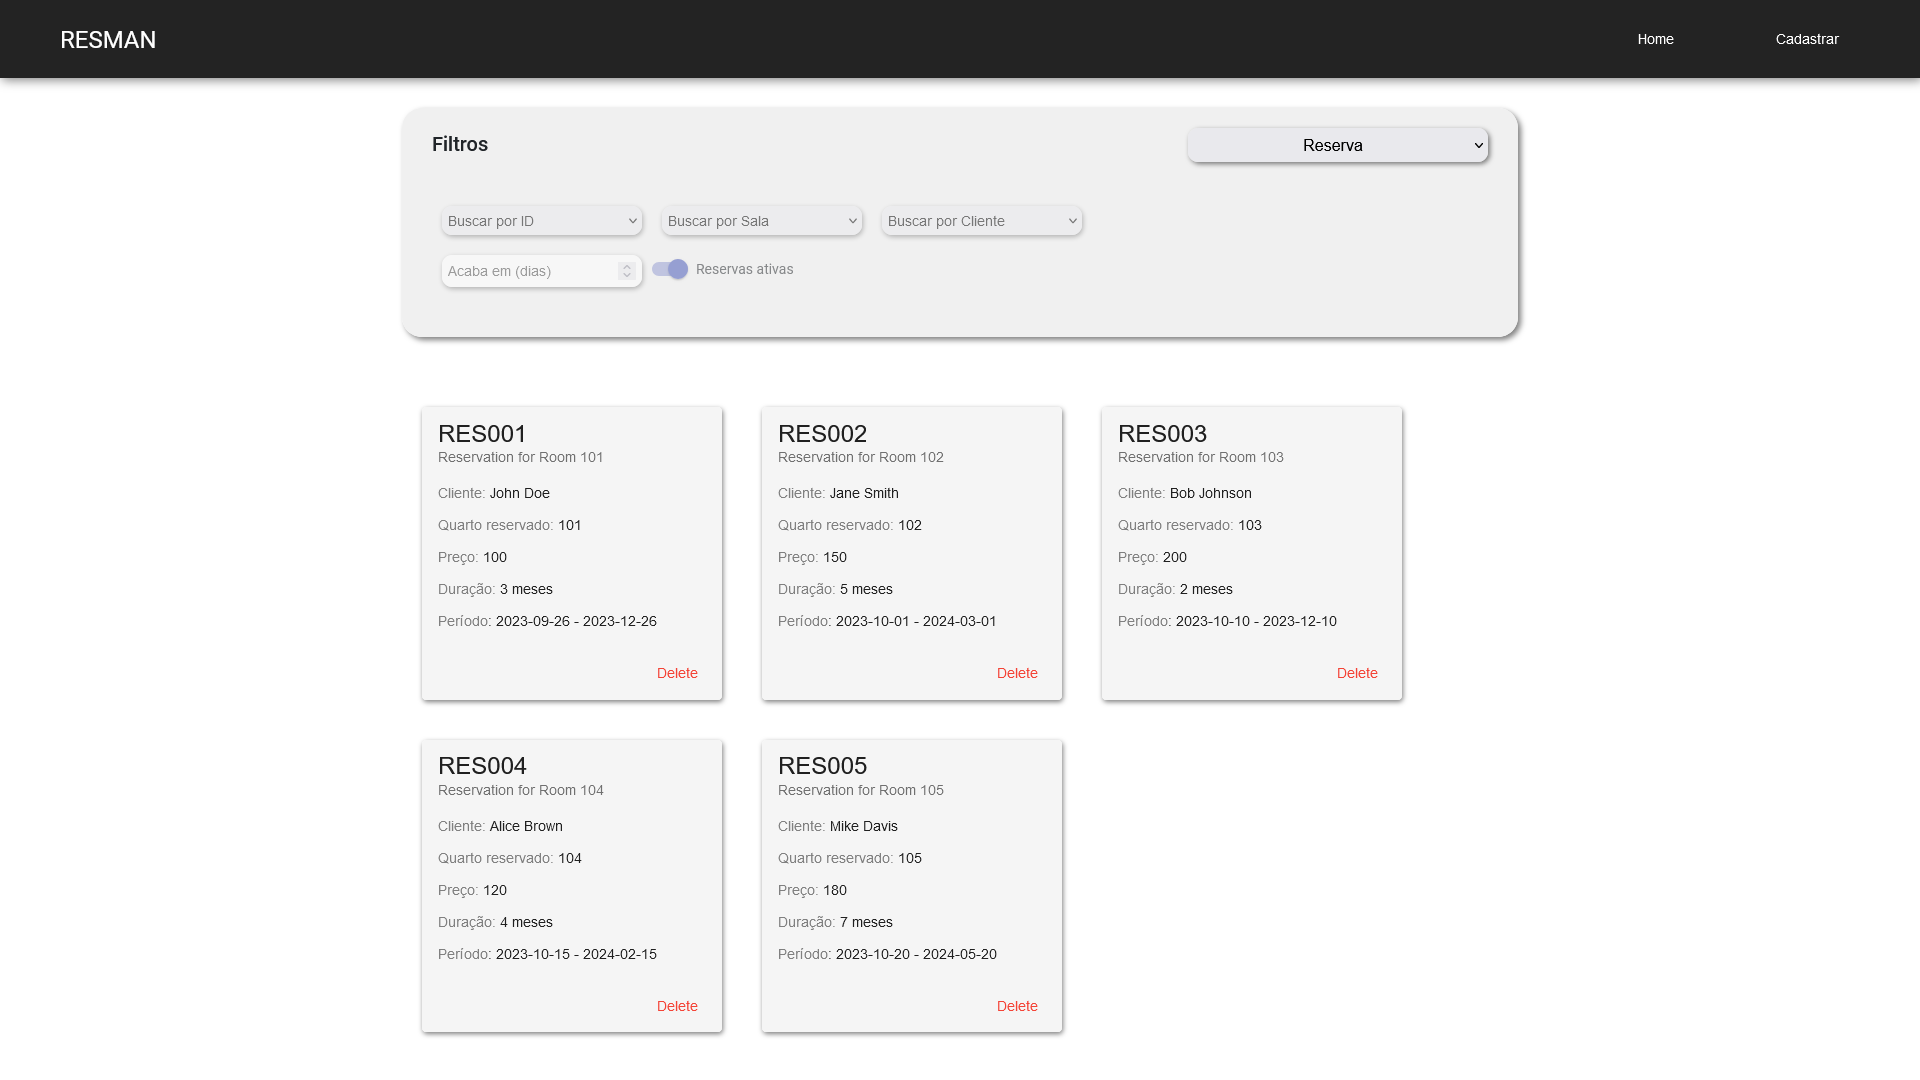 RESMAN
Home
Cadastrar
Filtros
Reserva
Buscar por ID
Buscar por Sala
Buscar por Cliente
Acaba em (dias)
Reservas ativas
RES001
Reservation for Room 101
Cliente: John Doe
Quarto reservado: 101
Preço: 100
Duração: 3 meses
Período: 2023-09-26 - 2023-12-26
Delete
RES002
Reservation for Room 102
Cliente: Jane Smith
Quarto reservado: 102
Preço: 150
Duração: 5 meses
Período: 2023-10-01 - 2024-03-01
Delete
RES003
Reservation for Room 103
Cliente: Bob Johnson
Quarto reservado: 103
Preço: 200
Duração: 2 meses
Período: 2023-10-10 - 2023-12-10
Delete
RES004
Reservation for Room 104
Cliente: Alice Brown
Quarto reservado: 104
Preço: 120
Duração: 4 meses
Período: 2023-10-15 - 2024-02-15
Delete
RES005
Reservation for Room 105
Cliente: Mike Davis
Quarto reservado: 105
Preço: 180
Duração: 7 meses
Período: 2023-10-20 - 2024-05-20
Delete